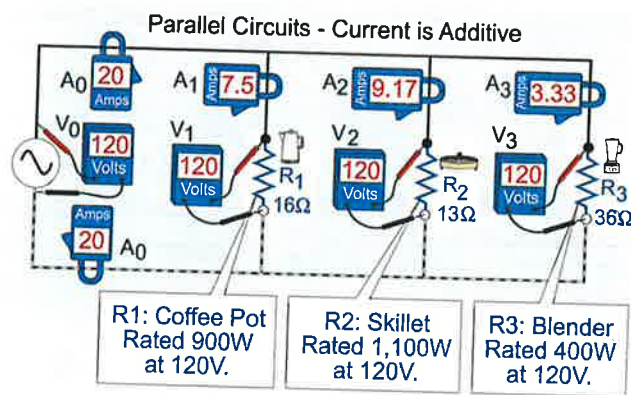 Parallel Circuits - Current is Additive
A0
20
Amps
A1
Amps
7.5
A2
Amps
9.17
A3
Amps
3.33
V0
120
Volts
V1
120
Volts
V2
120
Volts
V3
120
Volts
R1
16Ω
R2
13Ω
R3
36Ω
Amps
20
A0
R1: Coffee Pot
Rated 900W
at 120V.
R2: Skillet
Rated 1,100W
at 120V.
R3: Blender
Rated 400W
at 120V.